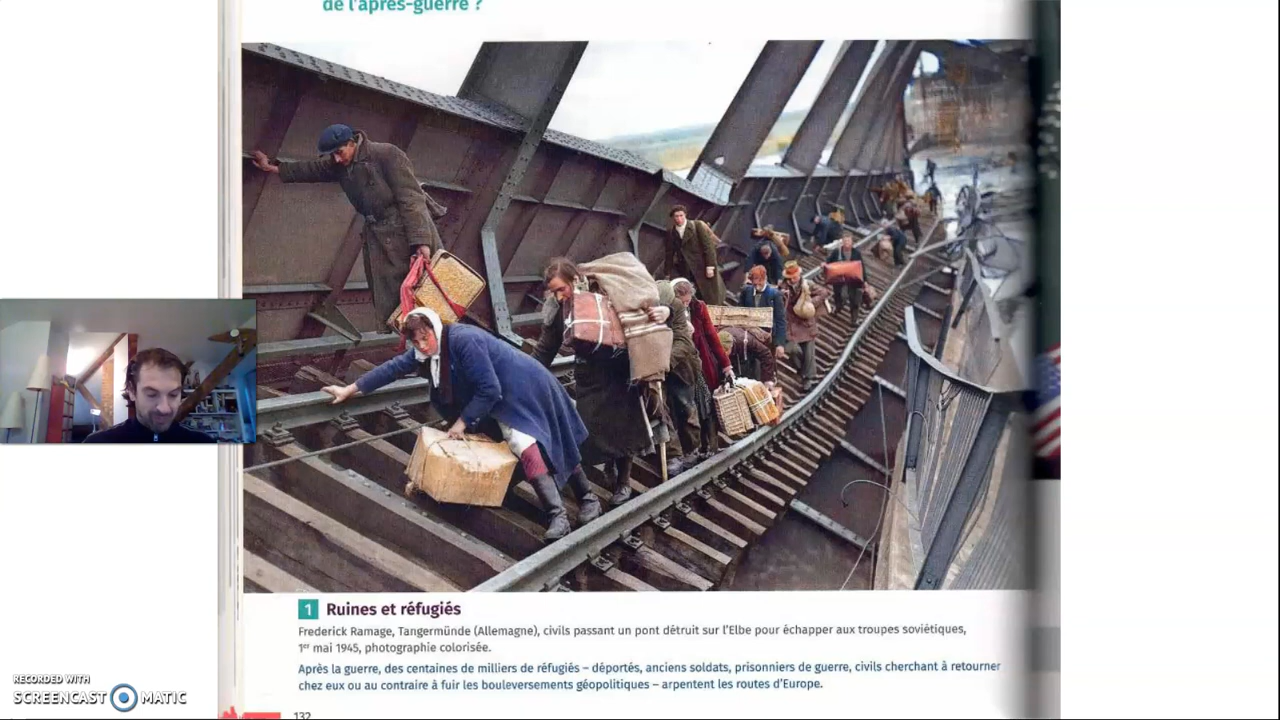 de l'après-guerre ?
1 Ruines et réfugiés
Frederick Ramage, Tangermünde (Allemagne), civils passant un pont détruit sur l'Elbe pour échapper aux troupes soviétiques,
1er mai 1945, photographie colorisée.
Après la guerre, des centaines de milliers de réfugiés – déportés, anciens soldats, prisonniers de guerre, civils cherchant à retourner
chez eux ou au contraire à fuir les bouleversements géopolitiques – arpentent les routes d'Europe.
RECORDED WITH
SCREENCAST MATIC
132